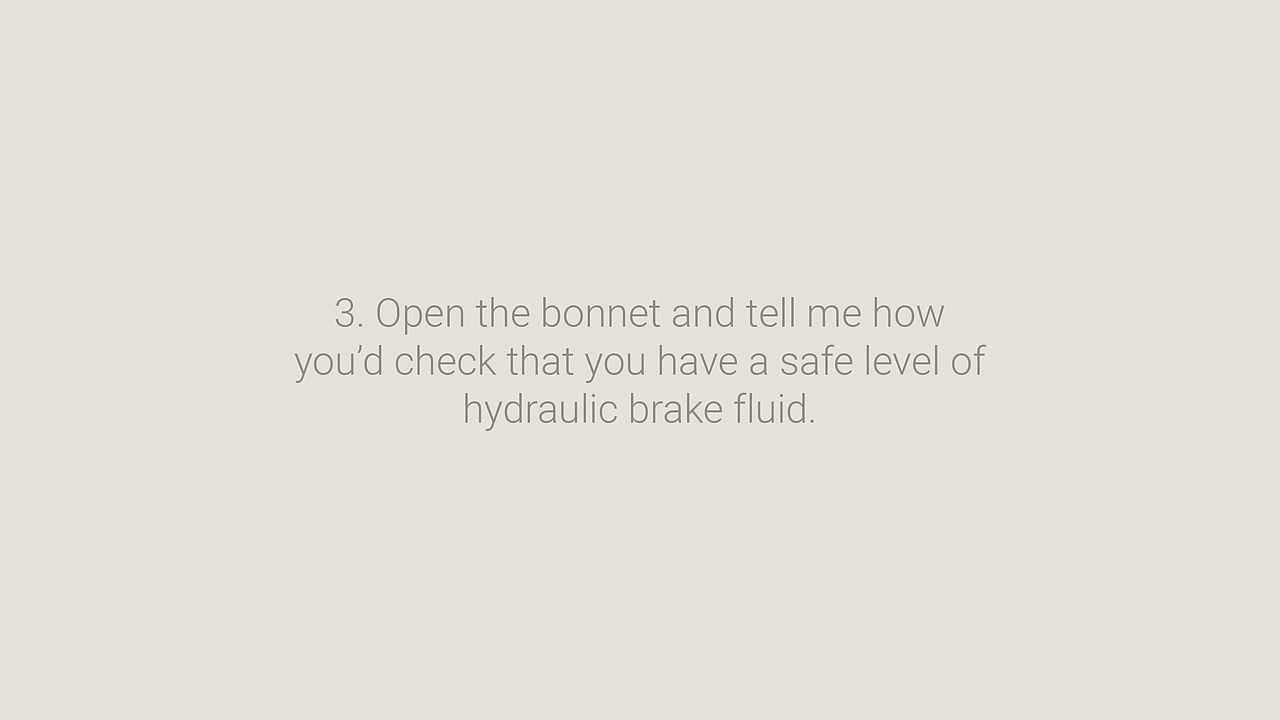 3. Open the bonnet and tell me how
you’d check that you have a safe level of
hydraulic brake fluid.